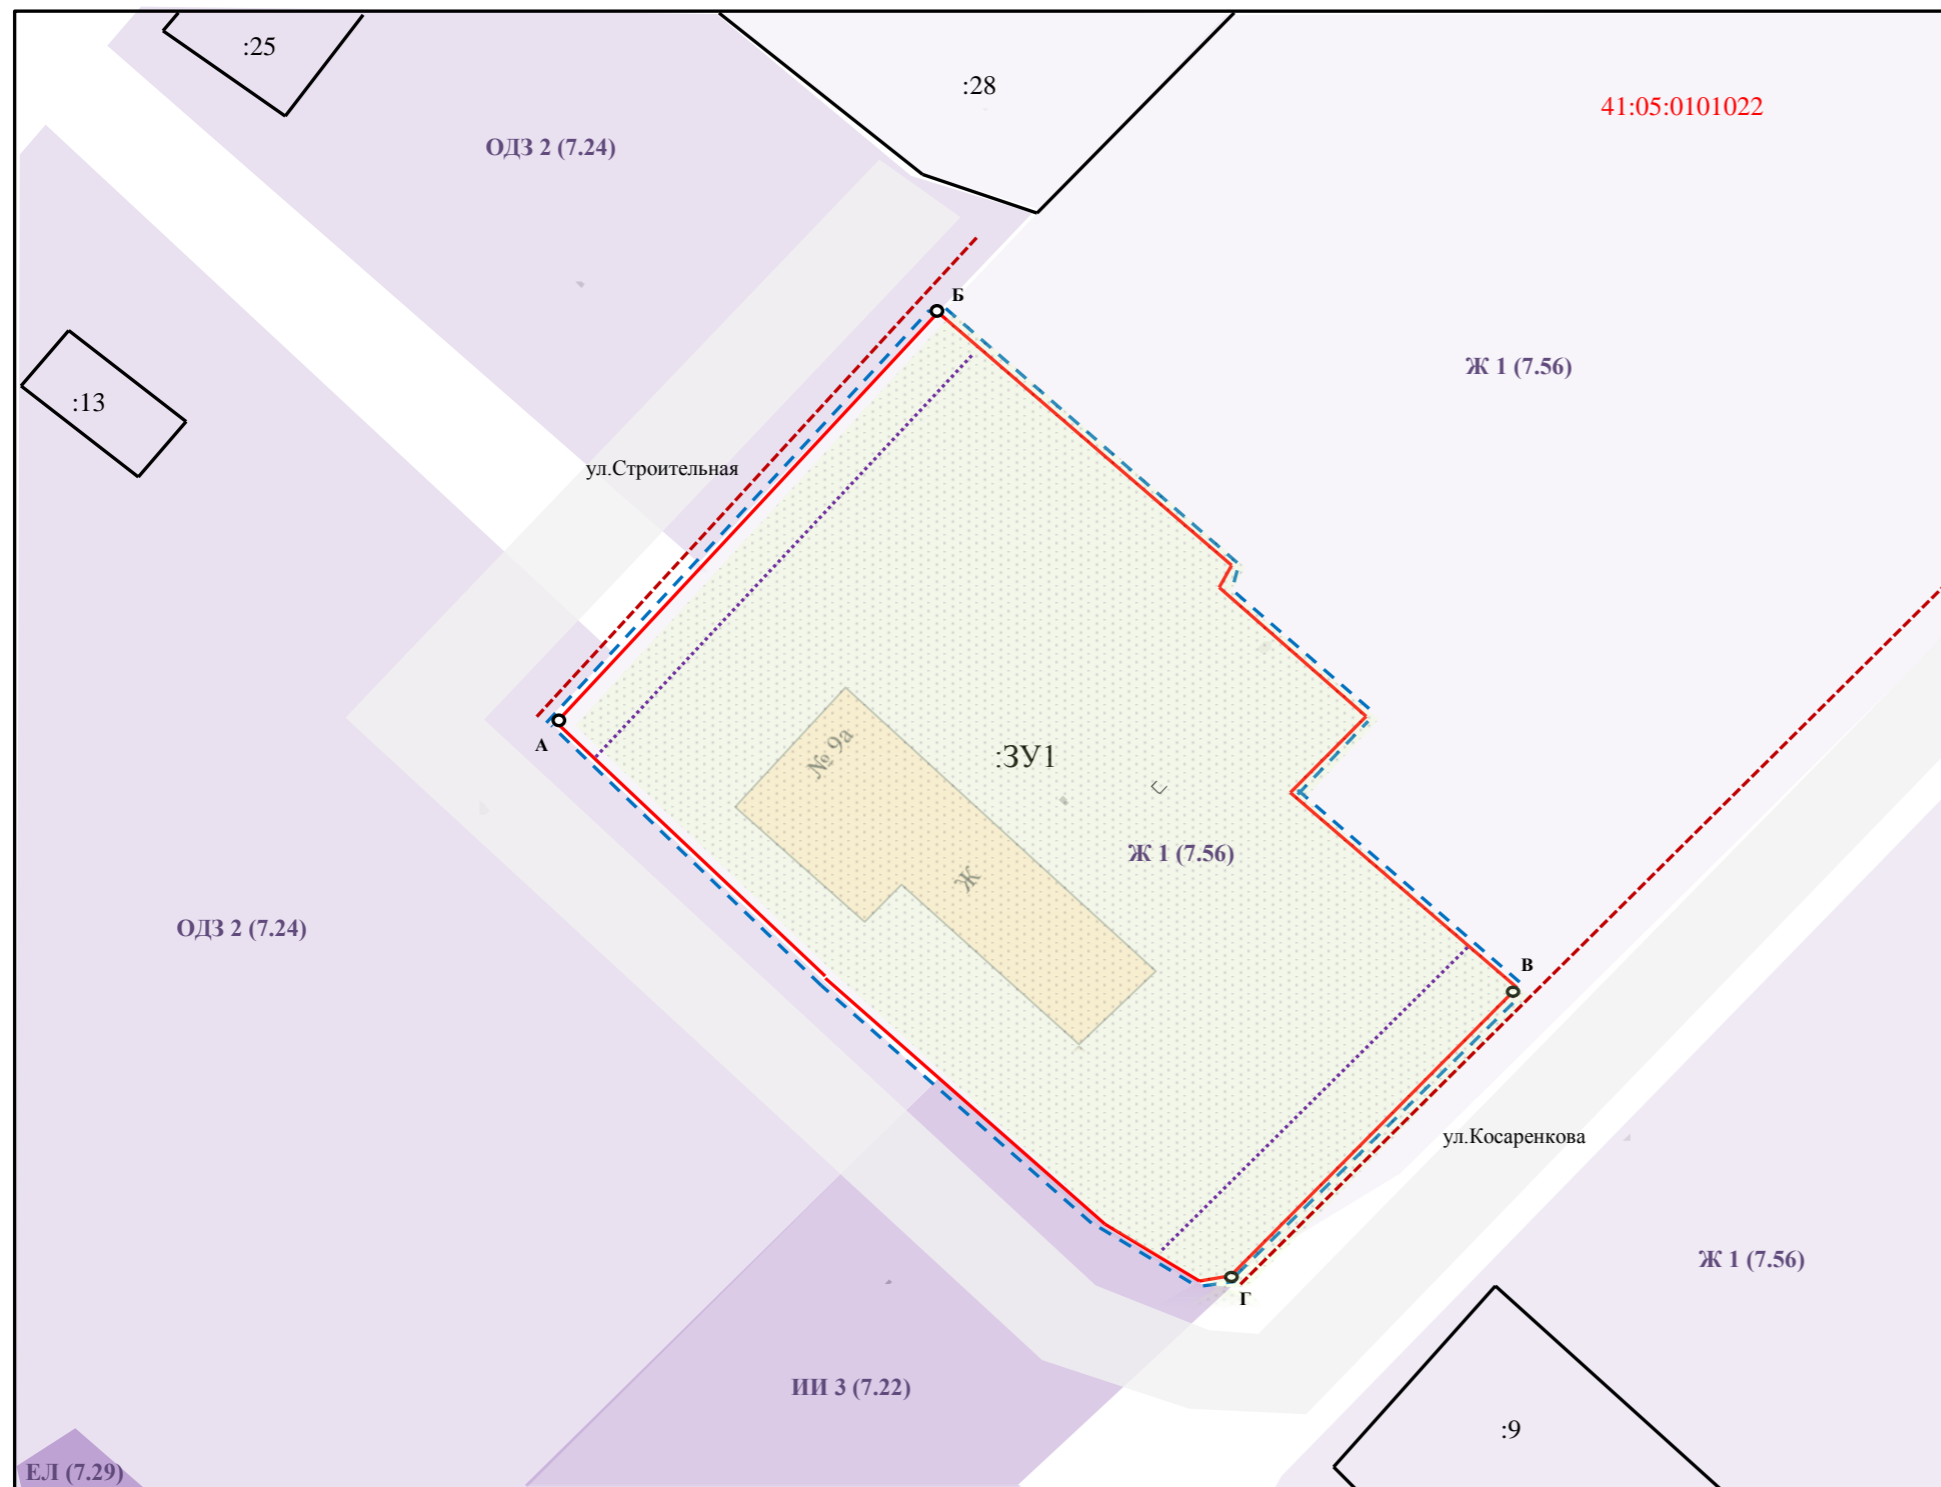 :25
:28
41:05:0101022
ОДЗ 2 (7.24)
Б
Ж 1 (7.56)
:13
ул.Строительная
А
№ 9а
:ЗУ1
Ж 1 (7.56)
Ж
ОДЗ 2 (7.24)
В
ул.Косаренкова
Ж 1 (7.56)
Г
ИИ 3 (7.22)
:9
ЕЛ (7.29)